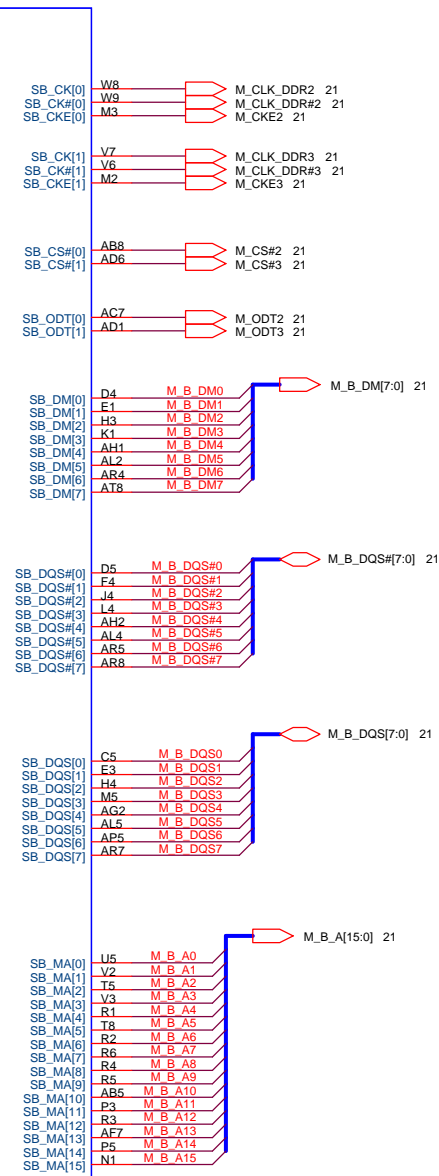 SB_CK[0] W8 M_CLK_DDR2 21
SB_CK#[0] W9 M_CLK_DDR#2 21
SB_CKE[0] M3 M_CKE2 21
SB_CK[1] V7 M_CLK_DDR3 21
SB_CK#[1] V6 M_CLK_DDR#3 21
SB_CKE[1] M2 M_CKE3 21
SB_CS#[0] AB8 M_CS#2 21
SB_CS#[1] AD6 M_CS#3 21
SB_ODT[0] AC7 M_ODT2 21
SB_ODT[1] AD1 M_ODT3 21
M_B_DM[7:0] 21
SB_DM[0] D4 M_B_DM0
SB_DM[1] E1 M_B_DM1
SB_DM[2] H3 M_B_DM2
SB_DM[3] K1 M_B_DM3
SB_DM[4] AH1 M_B_DM4
SB_DM[5] AL2 M_B_DM5
SB_DM[6] AR4 M_B_DM6
SB_DM[7] AT8 M_B_DM7
M_B_DQS#[7:0] 21
SB_DQS#[0] D5 M_B_DQS#0
SB_DQS#[1] F4 M_B_DQS#1
SB_DQS#[2] J4 M_B_DQS#2
SB_DQS#[3] L4 M_B_DQS#3
SB_DQS#[4] AH2 M_B_DQS#4
SB_DQS#[5] AL4 M_B_DQS#5
SB_DQS#[6] AR5 M_B_DQS#6
SB_DQS#[7] AR8 M_B_DQS#7
M_B_DQS[7:0] 21
SB_DQS[0] C5 M_B_DQS0
SB_DQS[1] E3 M_B_DQS1
SB_DQS[2] H4 M_B_DQS2
SB_DQS[3] M5 M_B_DQS3
SB_DQS[4] AG2 M_B_DQS4
SB_DQS[5] AL5 M_B_DQS5
SB_DQS[6] AP5 M_B_DQS6
SB_DQS[7] AR7 M_B_DQS7
M_B_A[15:0] 21
SB_MA[0] U5 M_B_A0
SB_MA[1] V2 M_B_A1
SB_MA[2] T5 M_B_A2
SB_MA[3] V3 M_B_A3
SB_MA[4] R1 M_B_A4
SB_MA[5] T8 M_B_A5
SB_MA[6] R2 M_B_A6
SB_MA[7] R6 M_B_A7
SB_MA[8] R4 M_B_A8
SB_MA[9] R5 M_B_A9
SB_MA[10] AB5 M_B_A10
SB_MA[11] P3 M_B_A11
SB_MA[12] R3 M_B_A12
SB_MA[13] AF7 M_B_A13
SB_MA[14] P5 M_B_A14
SB_MA[15] N1 M_B_A15